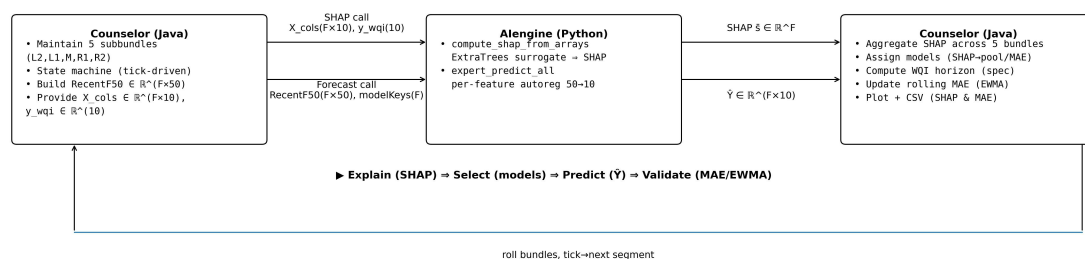 Counselor (Java)
• Maintain 5 subbundles
(L2,L1,M,R1,R2)
• State machine (tick-driven)
• Build RecentF50 ∈ ℝ^(F×50)
• Provide X_cols ∈ ℝ^(F×10),
y_wqi ∈ ℝ^(10)
SHAP call
X_cols(F×10), y_wqi(10)
Forecast call
RecentF50(F×50), modelKeys(F)
AIengine (Python)
• compute_shap_from_arrays
ExtraTrees surrogate → SHAP
• expert_predict_all
per-feature autoreg 50→10
SHAP s̄ ∈ ℝ^F
Ŷ ∈ ℝ^(F×10)
Counselor (Java)
• Aggregate SHAP across 5 bundles
• Assign models (SHAP→pool/MAE)
• Compute WQI horizon (spec)
• Update rolling MAE (EWMA)
• Plot + CSV (SHAP & MAE)
▶ Explain (SHAP) ⇒ Select (models) ⇒ Predict (Ŷ) ⇒ Validate (MAE/EWMA)
roll bundles, tick→next segment